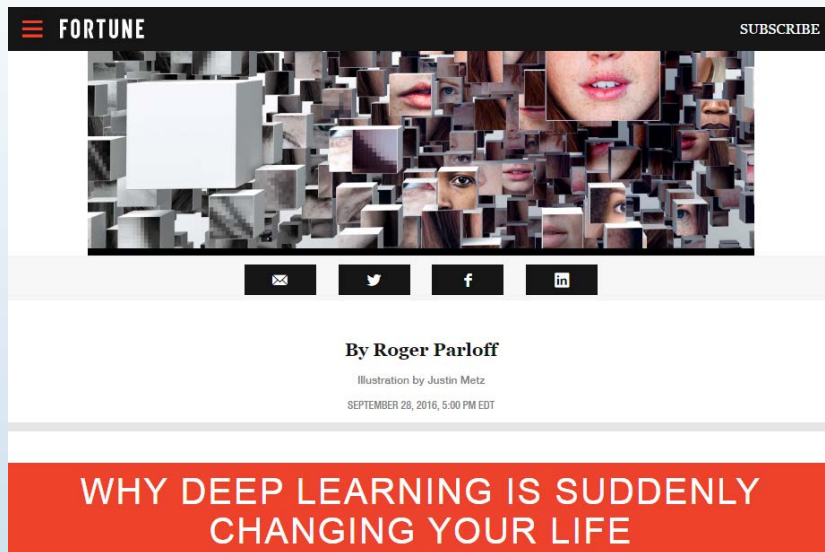 FORTUNE
SUBSCRIBE
By Roger Parloff
Illustration by Justin Metz
SEPTEMBER 28, 2016, 5:00 PM EDT
WHY DEEP LEARNING IS SUDDENLY
CHANGING YOUR LIFE